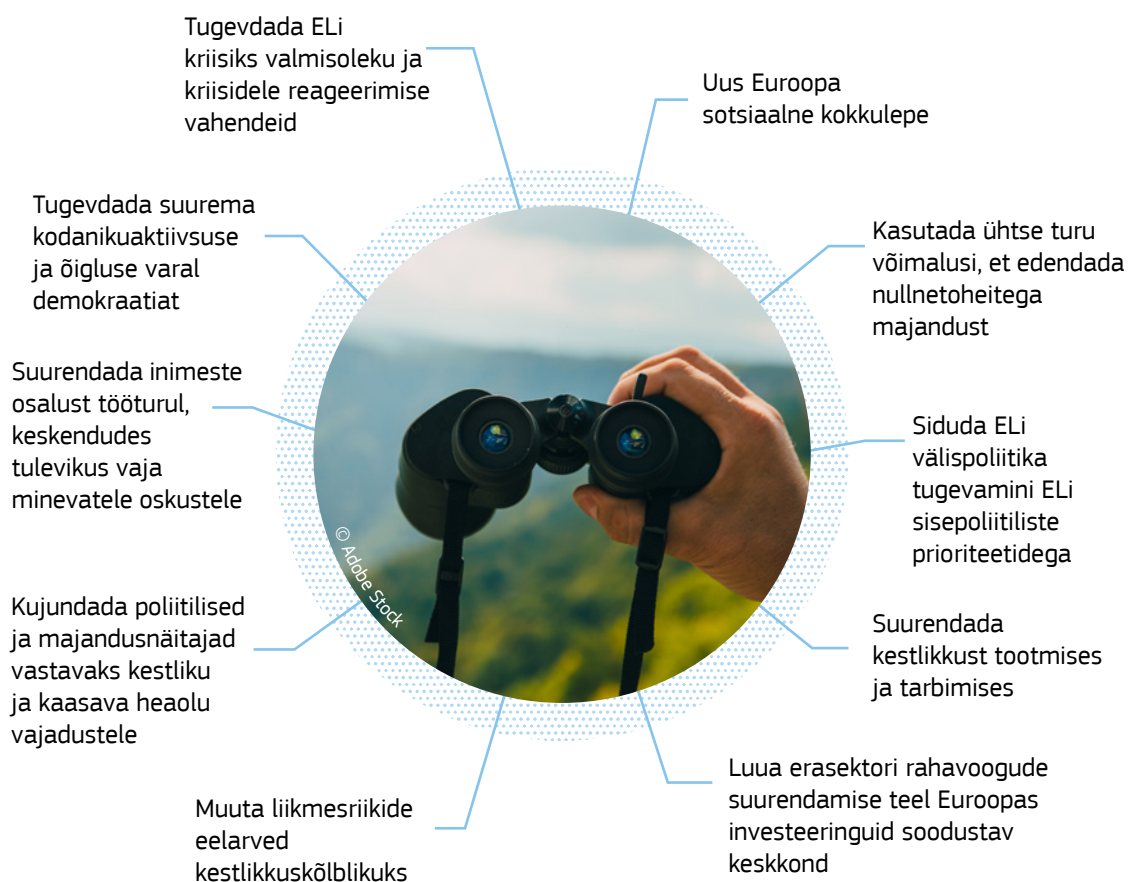 Tugevdada ELi
kriisiks valmisoleku ja
kriisidele reageerimise
vahendeid
Uus Euroopa
sotsiaalne kokkulepe
Kasutada ühtse turu
võimalusi, et edendada
nullnetoheitega
majandust
Siduda ELi
välispoliitika
tugevamini ELi
sisepoliitiliste
prioriteetidega
Suurendada
kestlikkust tootmises
ja tarbimises
Luua erasektori rahavoogude
suurendamise teel Euroopas
investeeringuid soodustav
keskkond
Muuta liikmesriikide
eelarved
kestlikkuskõlblikuks
Kujundada poliitilised
ja majandusnäitajad
vastavaks kestliku
ja kaasava heaolu
vajadustele
Suurendada inimeste
osalust tööturul,
keskendudes
tulevikus vaja
minevatele oskustele
Tugevdada suurema
kodanikuaktiivsuse
ja õigluse varal
demokraatiat
© Adobe Stock